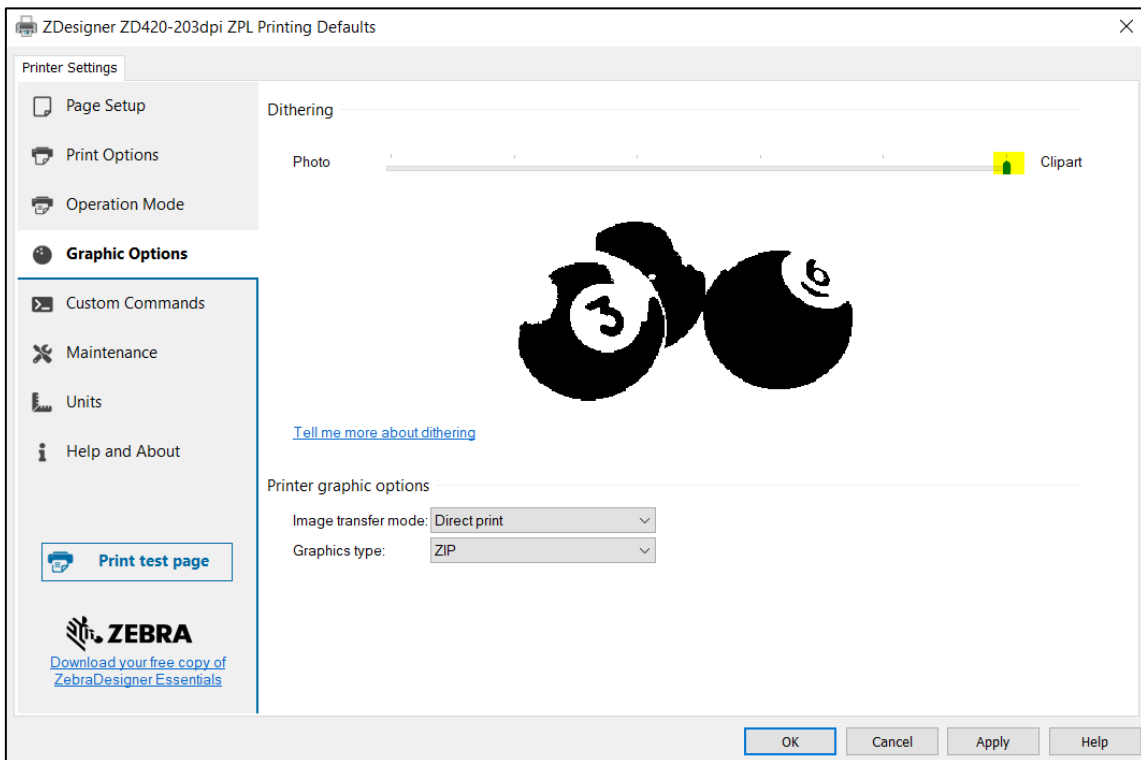 ZDesigner ZD420-203dpi ZPL Printing Defaults
Printer Settings
Page Setup
Print Options
Operation Mode
Graphic Options
Custom Commands
Maintenance
Units
Help and About
Print test page
ZEBRA
Download your free copy of
ZebraDesigner Essentials
Dithering
Photo
Clipart
3
6
Tell me more about dithering
Printer graphic options
Image transfer mode: Direct print
Graphics type: ZIP
OK
Cancel
Apply
Help